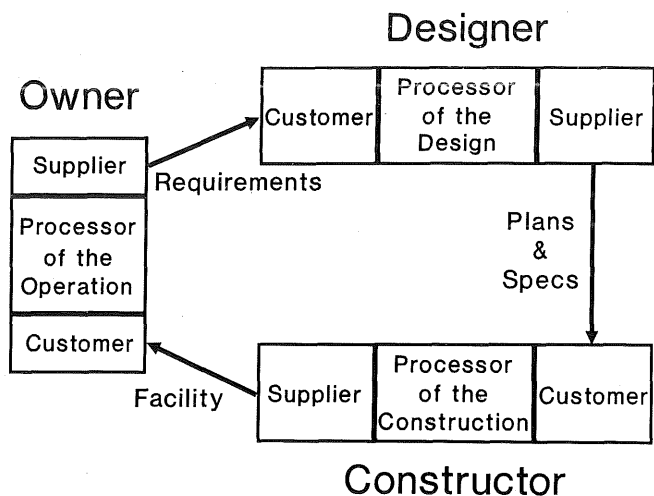 Designer
Owner
Customer
Processor
of the
Design
Supplier
Supplier
Requirements
Processor
of the
Operation
Plans
&
Specs
Customer
Facility
Supplier
Processor
of the
Construction
Customer
Constructor